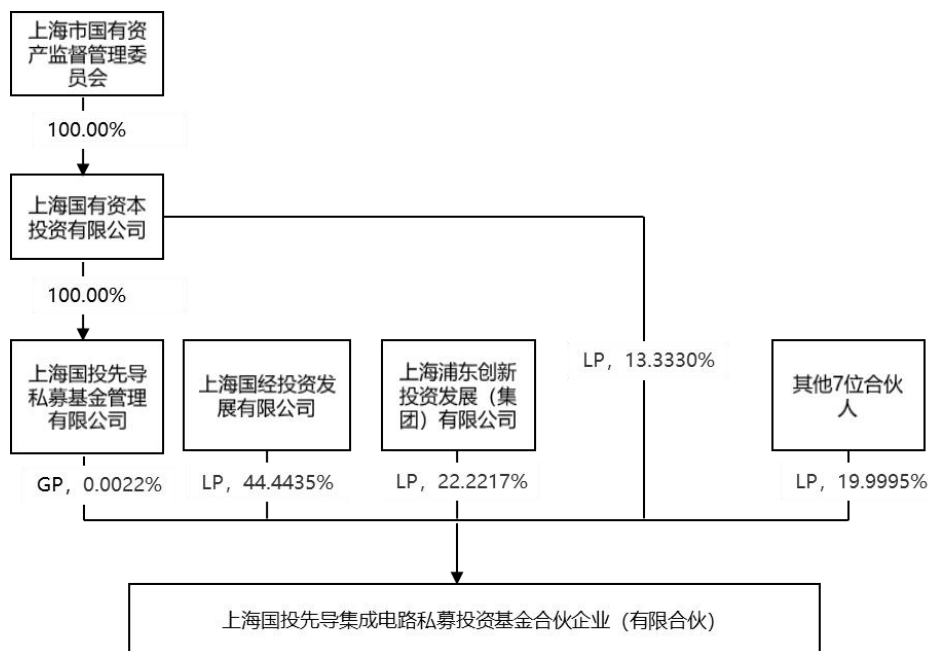 上海市国有资
产监督管理委
员会
100.00%
上海国有资本
投资有限公司
100.00%
上海国投先导
私募基金管理
有限公司
上海国经投资发
展有限公司
上海浦东创新
投资发展（集
团）有限公司
LP，13.3330%
其他7位合伙
人
GP，0.0022%
LP，44.4435%
LP，22.2217%
LP，19.9995%
上海国投先导集成电路私募投资基金合伙企业（有限合伙）